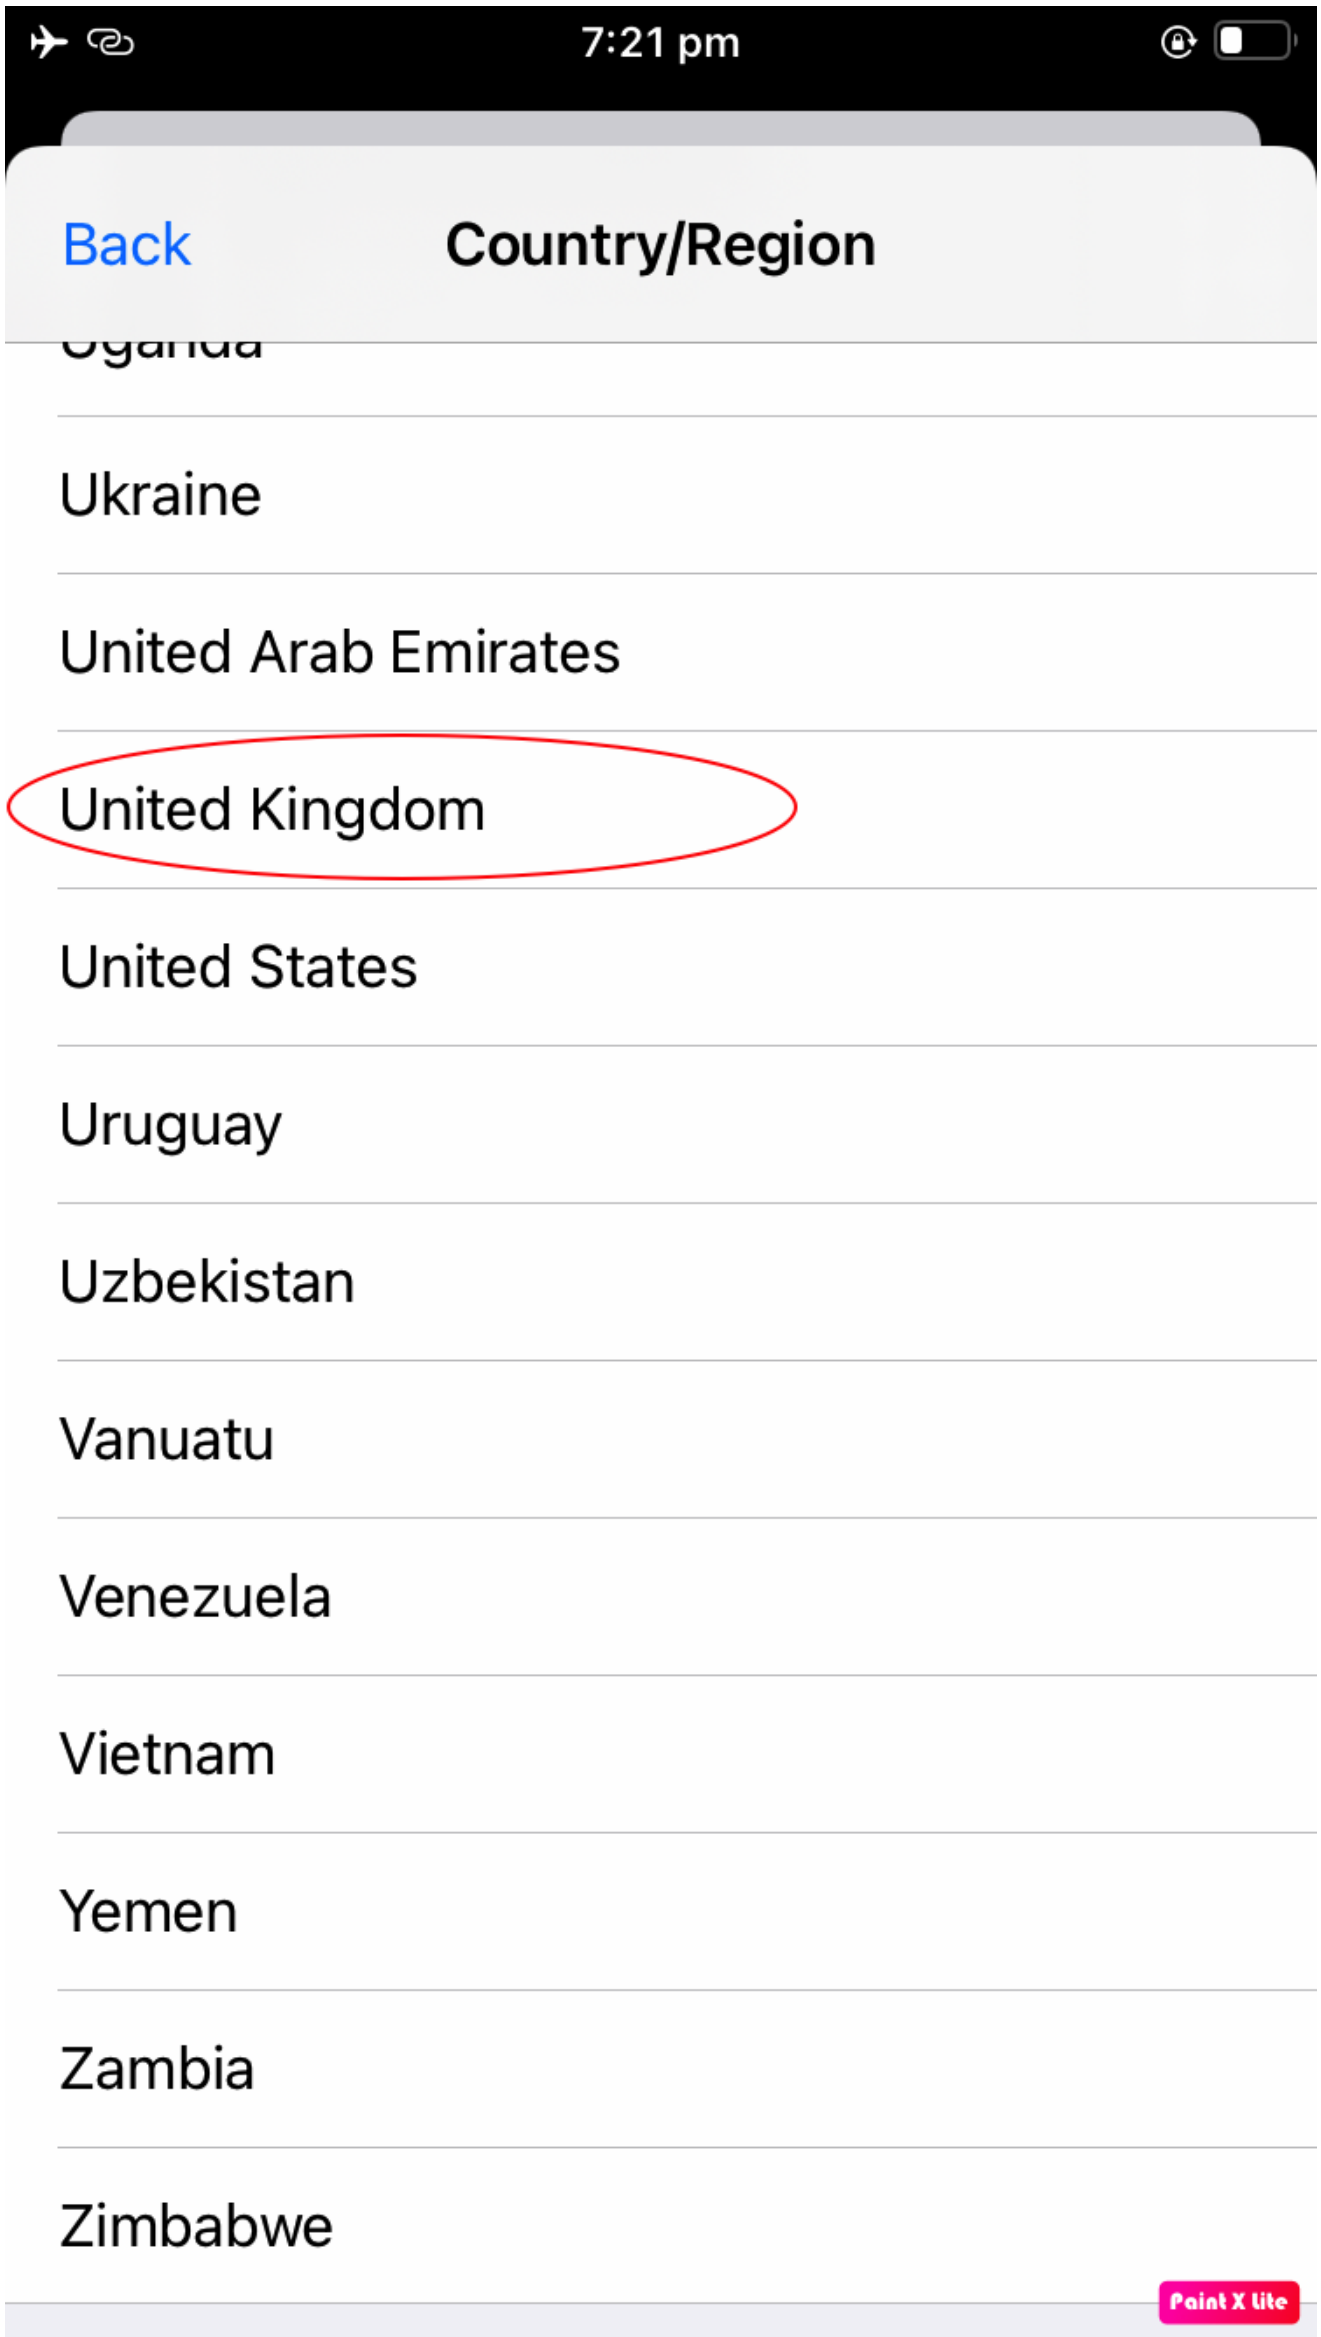 7:21 pm
Back
Country/Region
Uganda
Ukraine
United Arab Emirates
United Kingdom
United States
Uruguay
Uzbekistan
Vanuatu
Venezuela
Vietnam
Yemen
Zambia
Zimbabwe
Paint X Lite